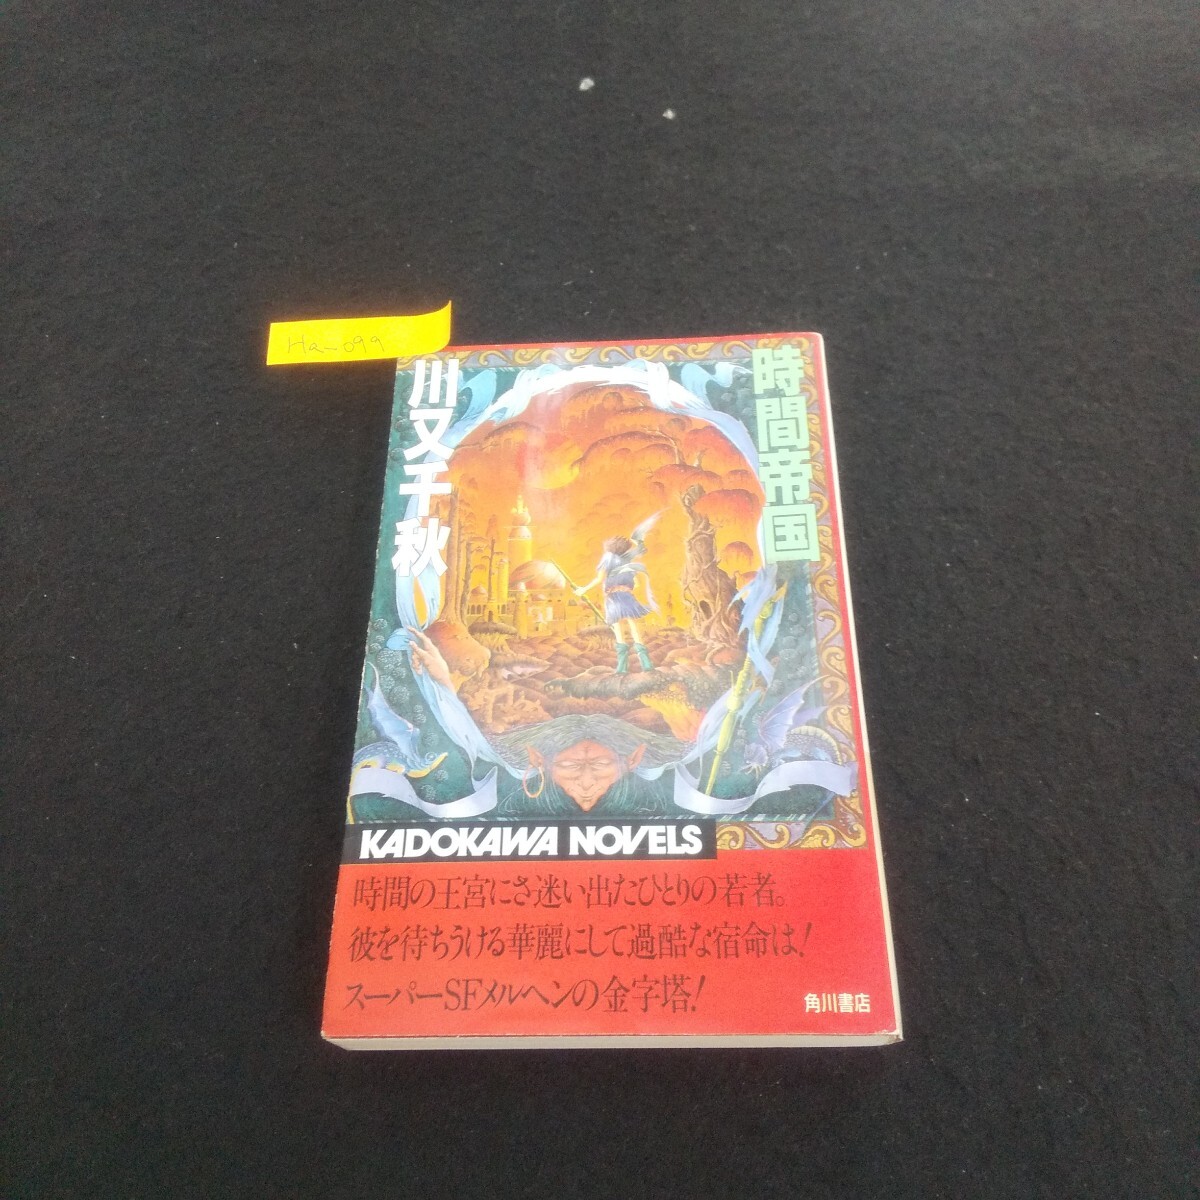 Ha-099
時間帝国
川又千秋
KADOKAWA NOVELS
時間の王宮にさ迷い出たひとりの若者。
彼を待ちうける華麗にして過酷な宿命は!
スーパーSFメルヘンの金字塔!
角川書店